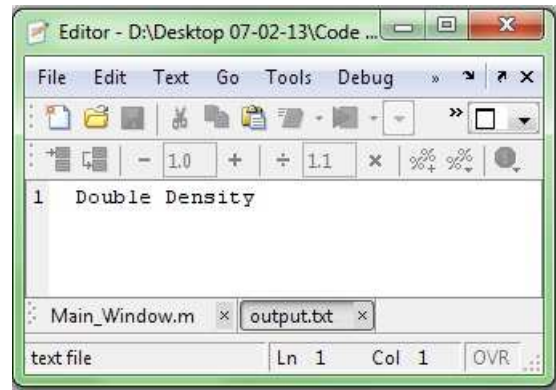 Editor - D:\Desktop 07-02-13\Code ...
File Edit Text Go Tools Debug »
- 1.0 + ÷ 1.1 ×
1 Double Density
Main_Window.m × output.txt ×
text file Ln 1 Col 1 OVR